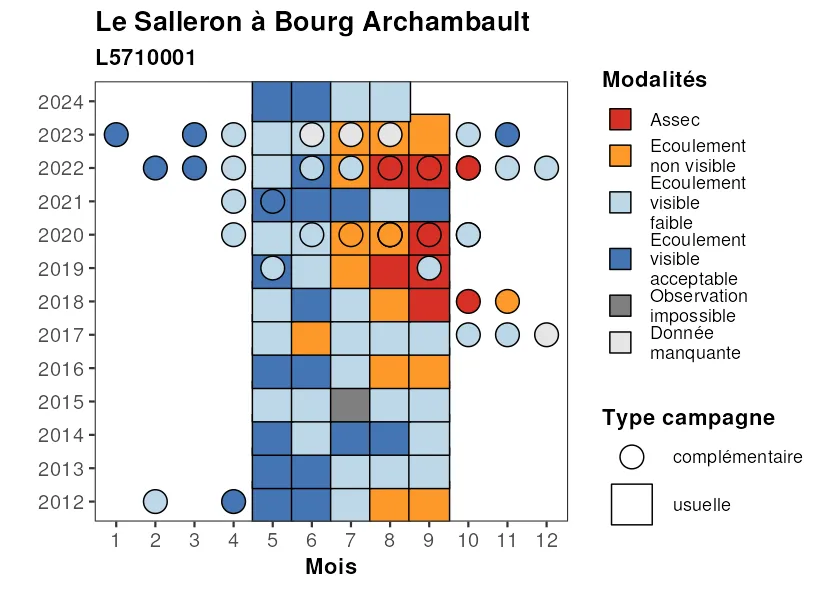 Le Salleron à Bourg Archambault
L5710001
2024
2023
2022
2021
2020
2019
2018
2017
2016
2015
2014
2013
2012
1 2 3 4 5 6 7 8 9 10 11 12
Mois
Modalités
Assec
Ecoulement
non visible
Ecoulement
visible
faible
Ecoulement
visible
acceptable
Observation
impossible
Donnée
manquante
Type campagne
complémentaire
usuelle